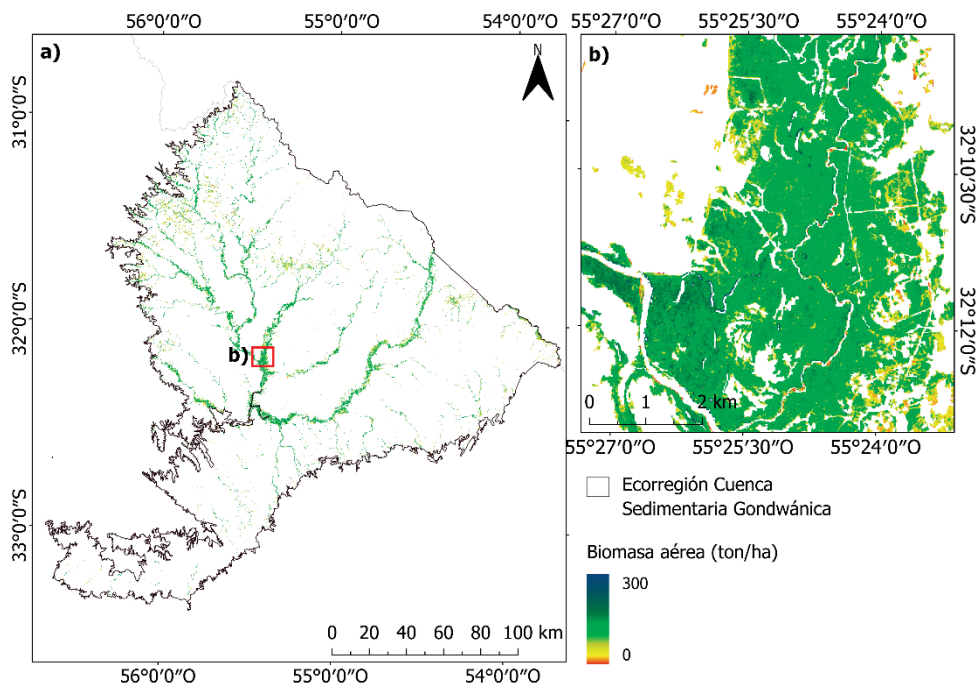 56°0'0"O
55°0'0"O
54°0'0"O
a)
N
31°0'0"S
32°0'0"S
33°0'0"S
b)
0 20 40 60 80 100 km
56°0'0"O
55°0'0"O
54°0'0"O
55°27'0"O
55°25'30"O
55°24'0"O
b)
32°10'30"S
32°12'0"S
0 1 2 km
55°27'0"O
55°25'30"O
55°24'0"O
Ecorregión Cuenca
Sedimentaria Gondwánica
Biomasa aérea (ton/ha)
300
0